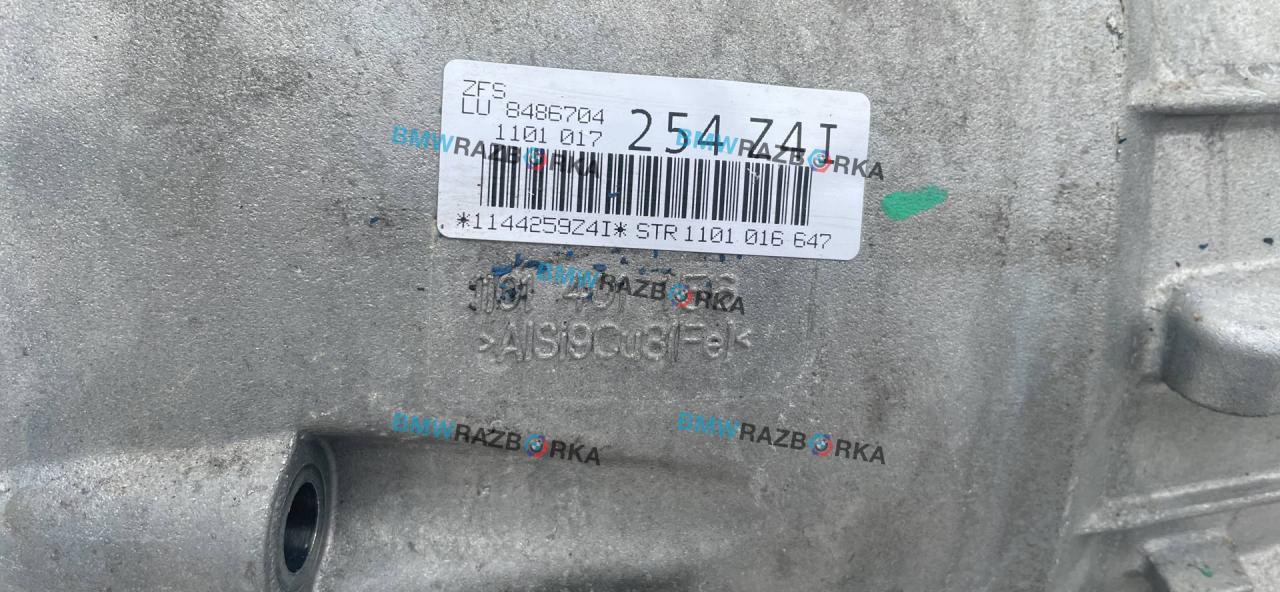 ZFS
LU 8486704
1101 017 254 Z4I
*1144259Z4I* STR 1101 016 647
>AlSi9Cu3(Fe)<
BMWRAZBORKA
BMWRAZBORKA
BMWRAZBORKA
BMWRAZBORKA
BMWRAZBORKA